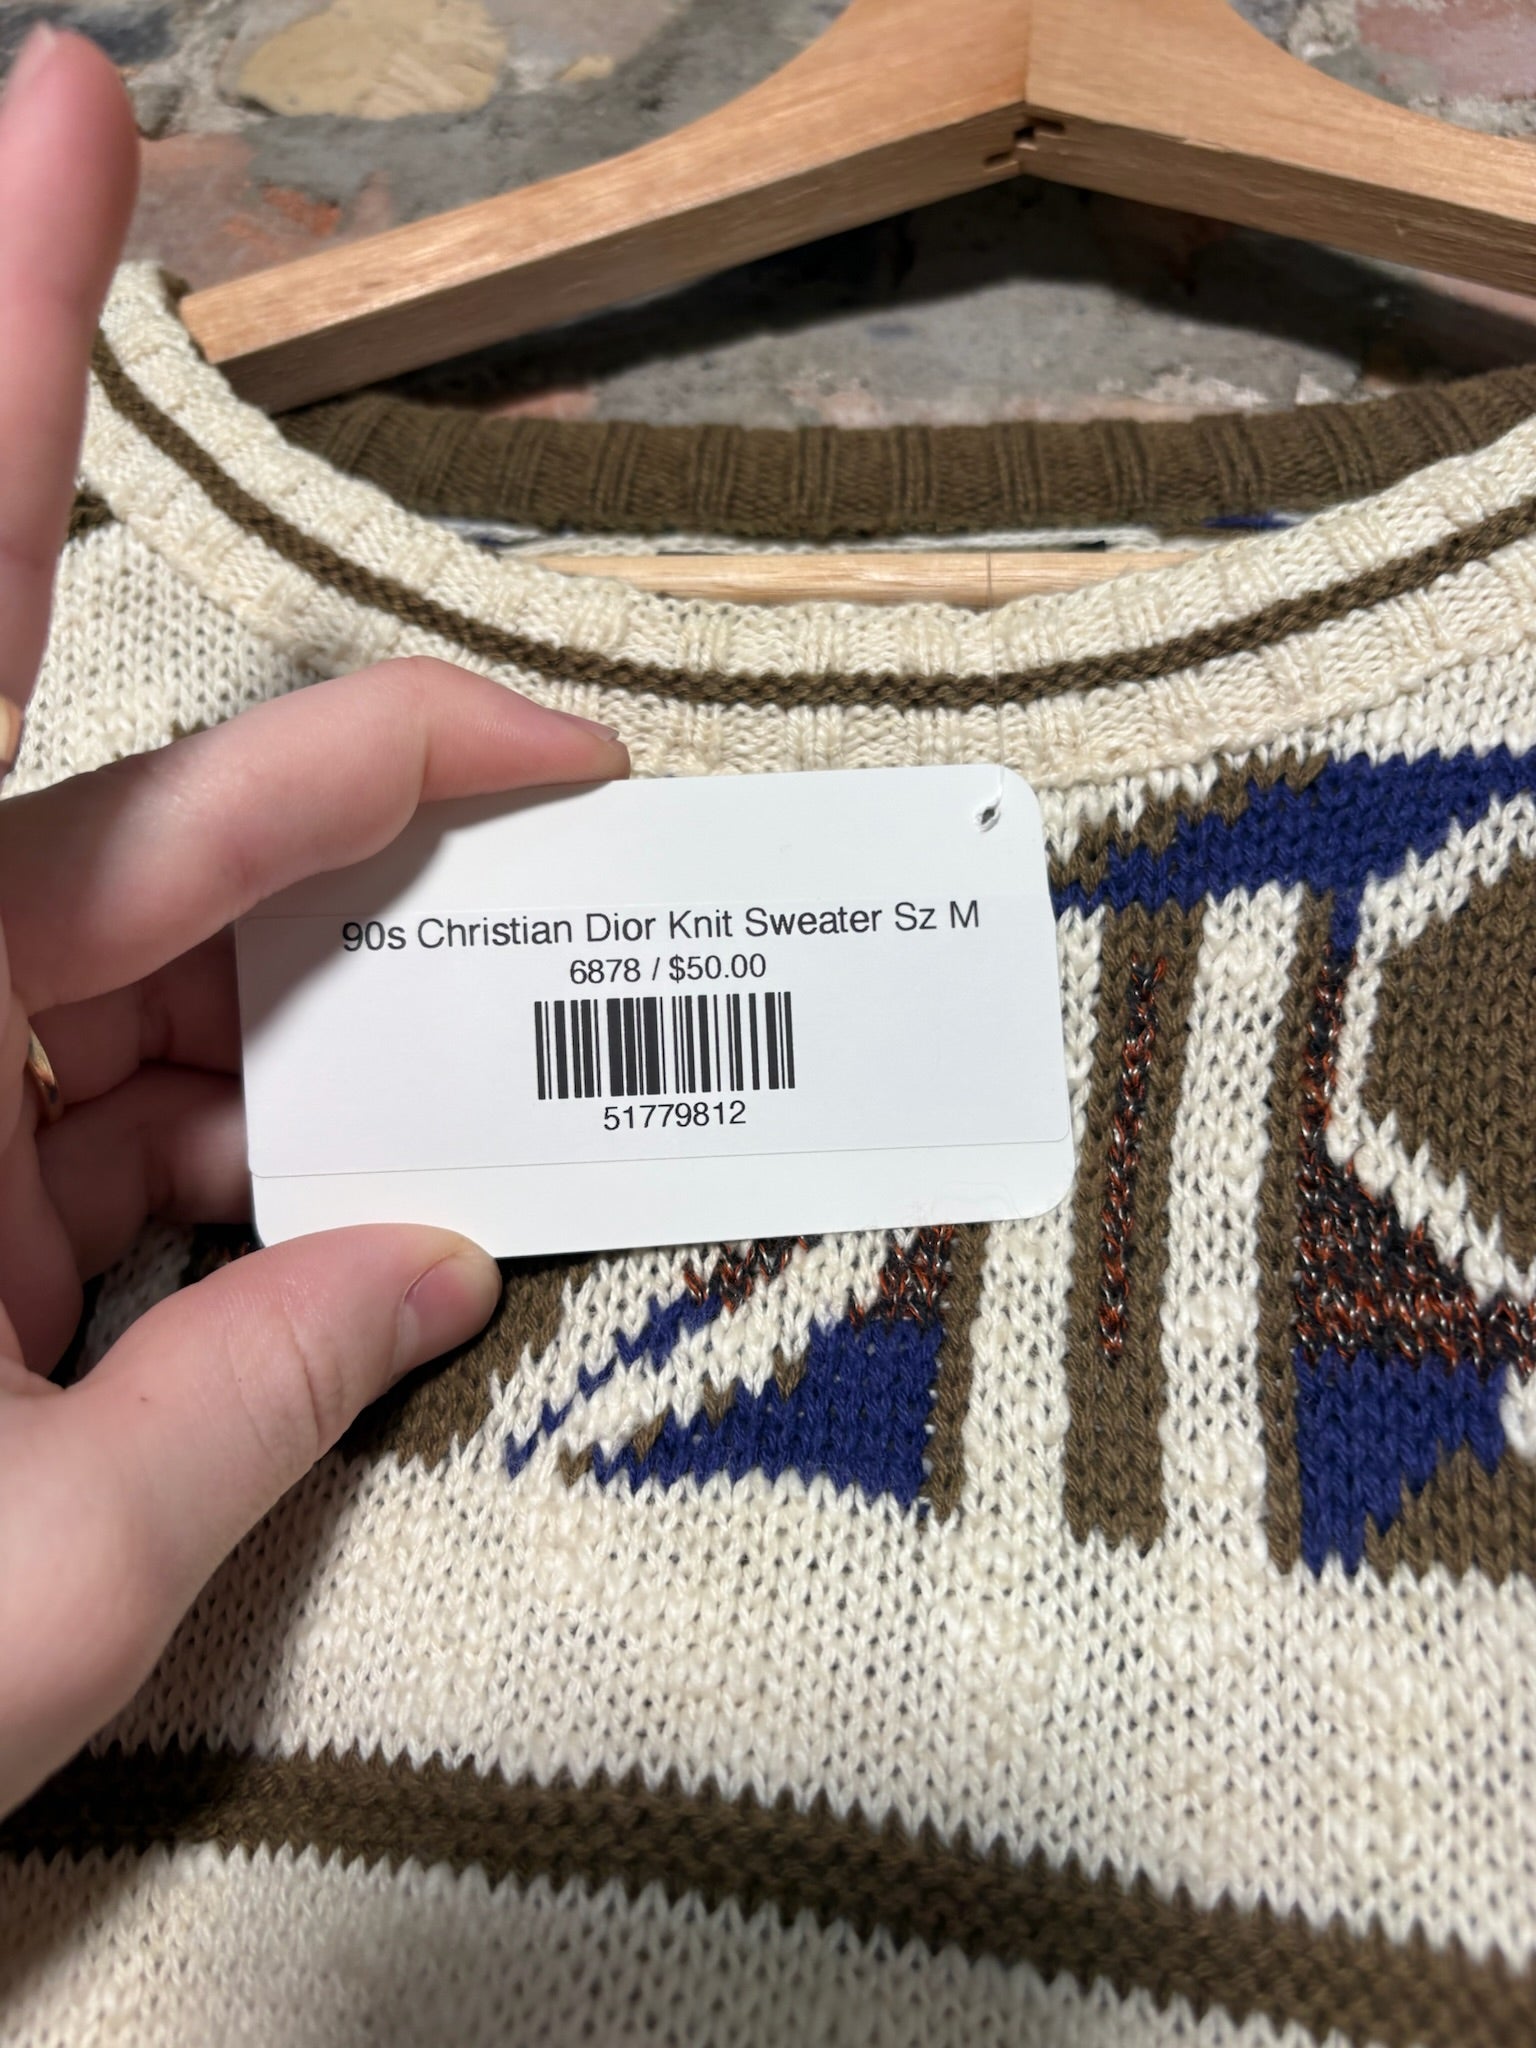 90s Christian Dior Knit Sweater Sz M
6878 / $50.00
51779812